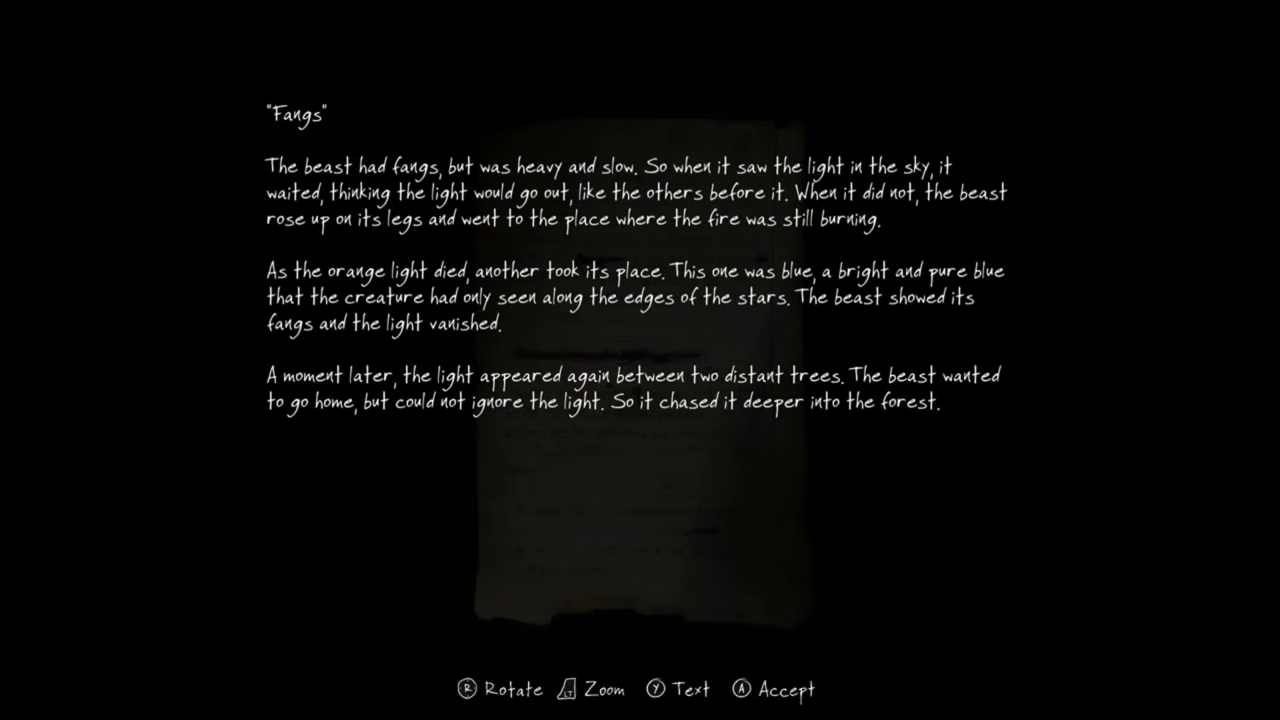 "Fangs"
The beast had fangs, but was heavy and slow. So when it saw the light in the sky, it
waited, thinking the light would go out, like the others before it. When it did not, the beast
rose up on its legs and went to the place where the fire was still burning.
As the orange light died, another took its place. This one was blue, a bright and pure blue
that the creature had only seen along the edges of the stars. The beast showed its
fangs and the light vanished.
A moment later, the light appeared again between two distant trees. The beast wanted
to go home, but could not ignore the light. So it chased it deeper into the forest.
R Rotate LT Zoom Y Text A Accept